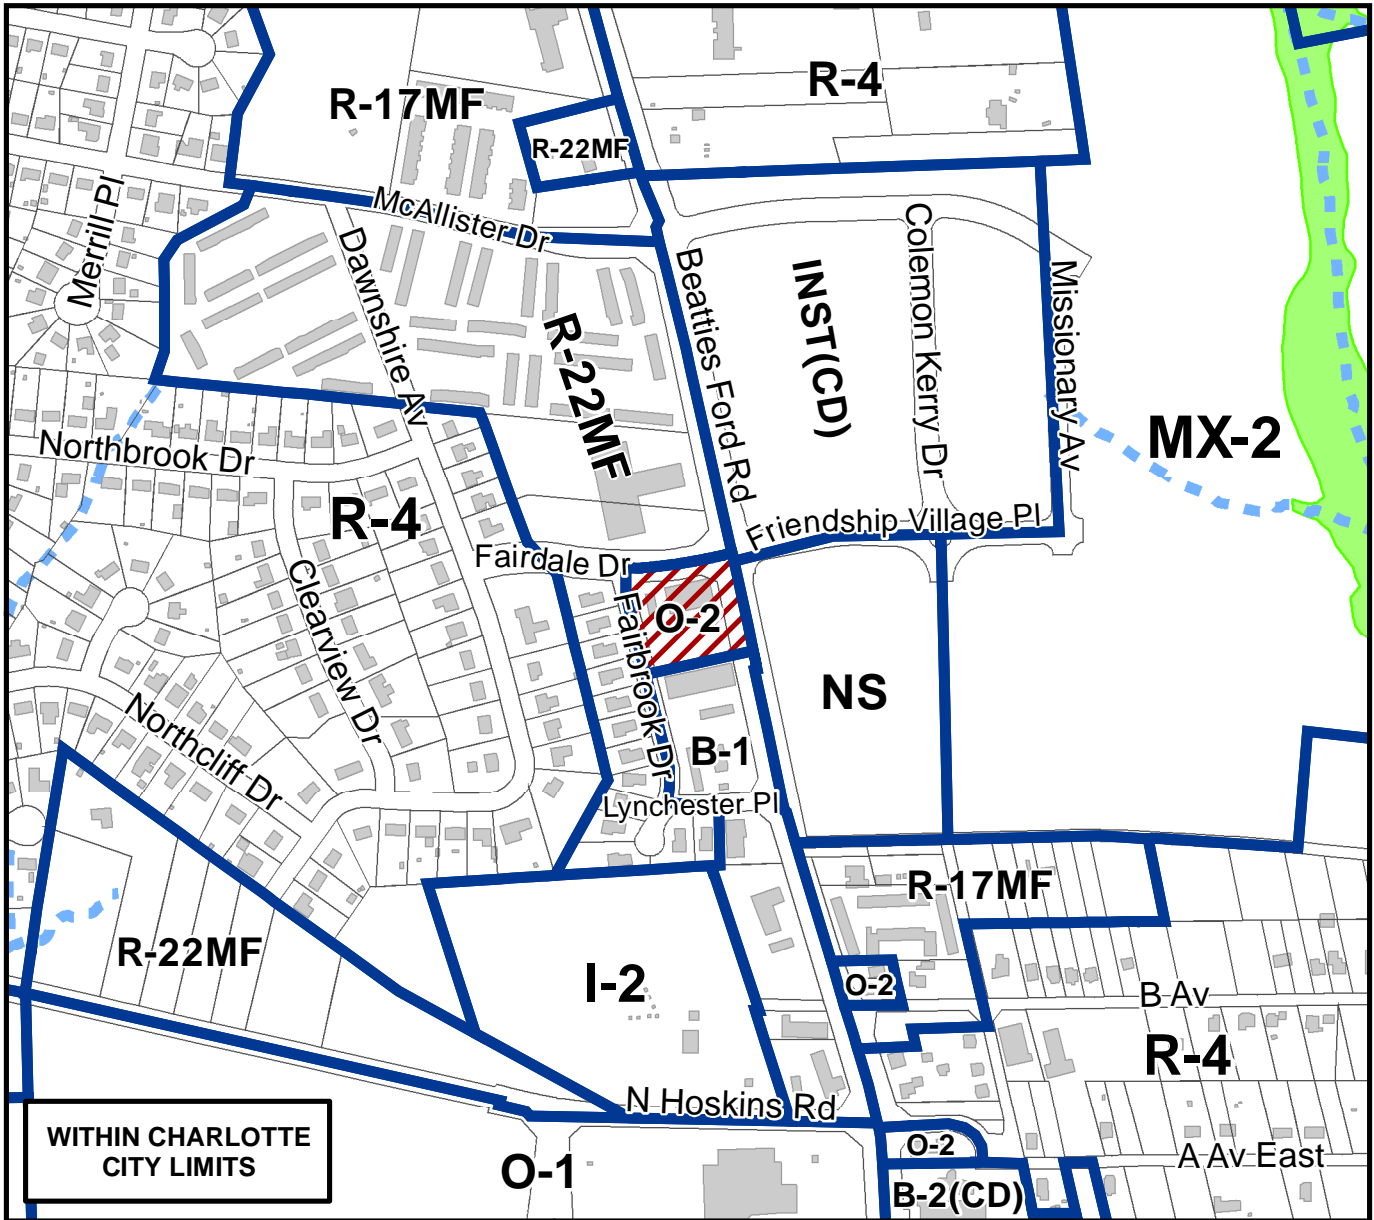 R-4
R-17MF
R-22MF
McAllister Dr
Merrill Pl
Dawnshire Av
Beatties Ford Rd
INST(CD)
Colemon Kerry Dr
Missionary Av
R-22MF
MX-2
Northbrook Dr
R-4
Friendship Village Pl
Fairdale Dr
Clearview Dr
O-2
Fairbrook Dr
NS
Northcliff Dr
B-1
Lynchester Pl
R-17MF
R-22MF
I-2
O-2
B Av
R-4
N Hoskins Rd
WITHIN CHARLOTTE
CITY LIMITS
O-1
O-2
A Av East
B-2(CD)